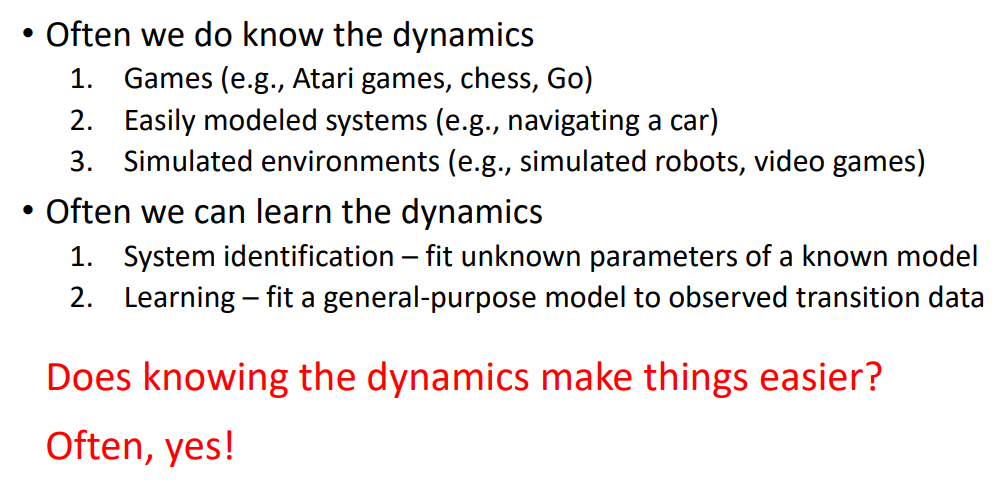 • Often we do know the dynamics
1. Games (e.g., Atari games, chess, Go)
2. Easily modeled systems (e.g., navigating a car)
3. Simulated environments (e.g., simulated robots, video games)
• Often we can learn the dynamics
1. System identification – fit unknown parameters of a known model
2. Learning – fit a general-purpose model to observed transition data
Does knowing the dynamics make things easier?
Often, yes!